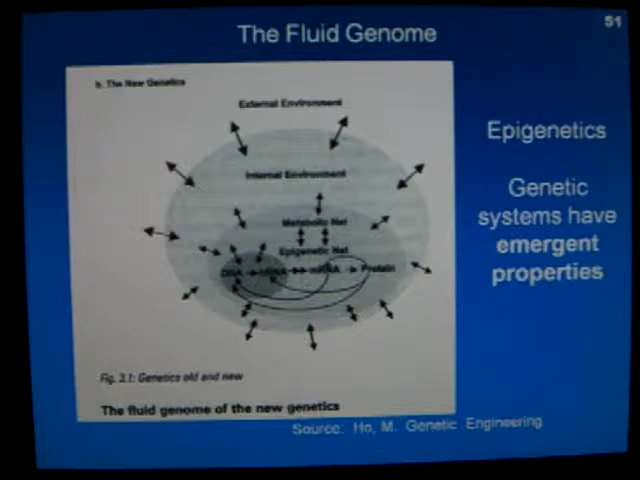 51
The Fluid Genome
b. The New Genetics
External Environment
Internal Environment
Metabolic Net
Epigenetic Net
DNA
mRNA
Protein
Fig. 3.1: Genetics old and new
The fluid genome of the new genetics
Epigenetics
Genetic
systems have
emergent
properties
Source: Ho, M. Genetic Engineering